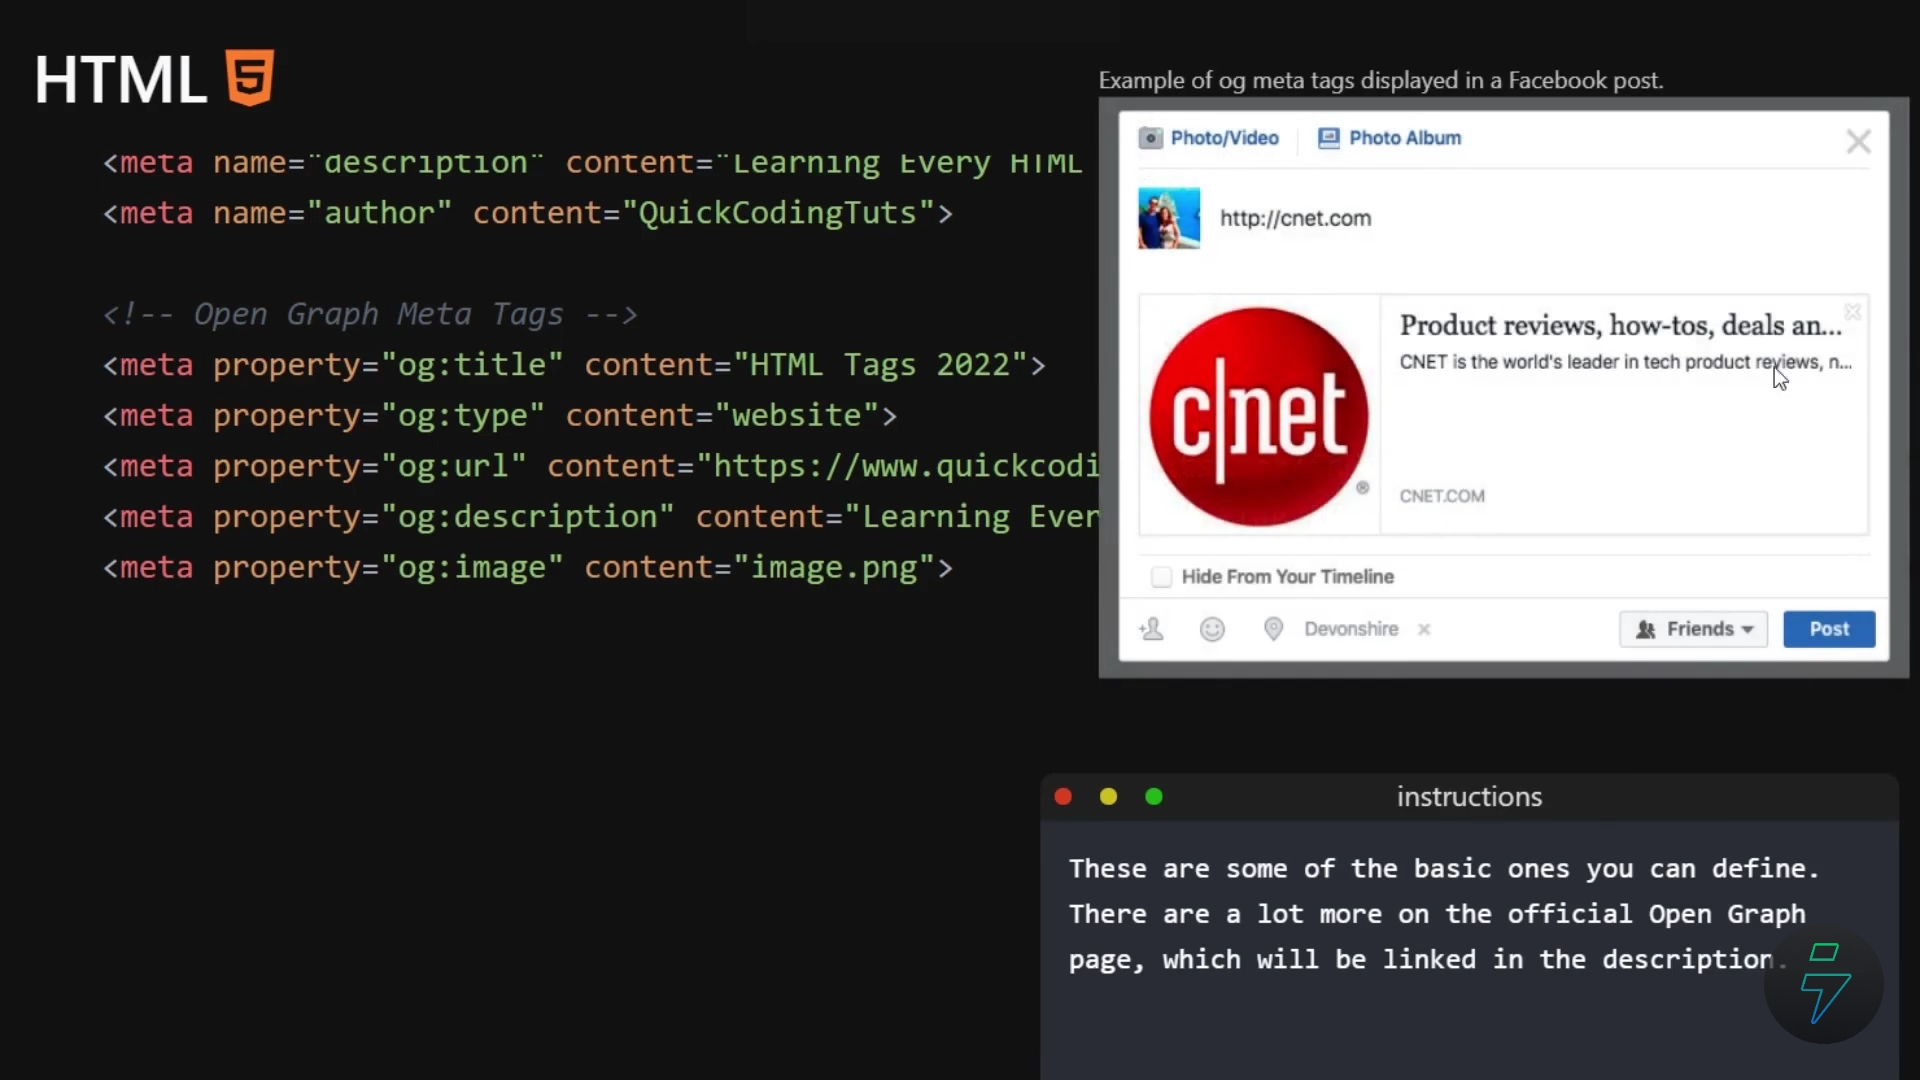 HTML 5
<meta name="description" content="Learning Every HTML
<meta name="author" content="QuickCodingTuts">
<!-- Open Graph Meta Tags -->
<meta property="og:title" content="HTML Tags 2022">
<meta property="og:type" content="website">
<meta property="og:url" content="https://www.quickcodi
<meta property="og:description" content="Learning Ever
<meta property="og:image" content="image.png">
Example of og meta tags displayed in a Facebook post.
Photo/Video Photo Album
http://cnet.com
c|net ®
Product reviews, how-tos, deals an...
CNET is the world's leader in tech product reviews, n...
CNET.COM
Hide From Your Timeline
Devonshire Friends Post
instructions
These are some of the basic ones you can define.
There are a lot more on the official Open Graph
page, which will be linked in the description.